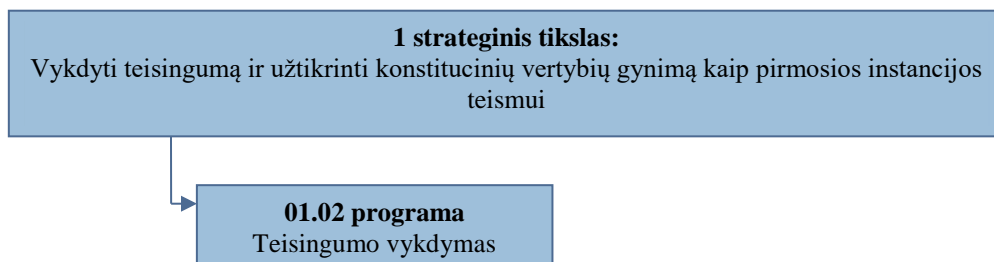 1 strateginis tikslas:
Vykdyti teisingumą ir užtikrinti konstitucinių vertybių gynimą kaip pirmosios instancijos
teismui
01.02 programa
Teisingumo vykdymas